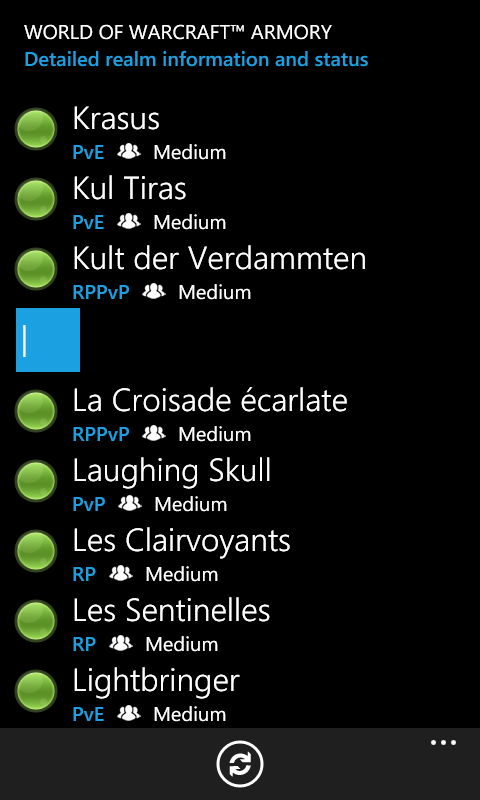 WORLD OF WARCRAFT™ ARMORY
Detailed realm information and status
Krasus
PvE Medium
Kul Tiras
PvE Medium
Kult der Verdammten
RPPvP Medium
l
La Croisade écarlate
RPPvP Medium
Laughing Skull
PvP Medium
Les Clairvoyants
RP Medium
Les Sentinelles
RP Medium
Lightbringer
PvE Medium